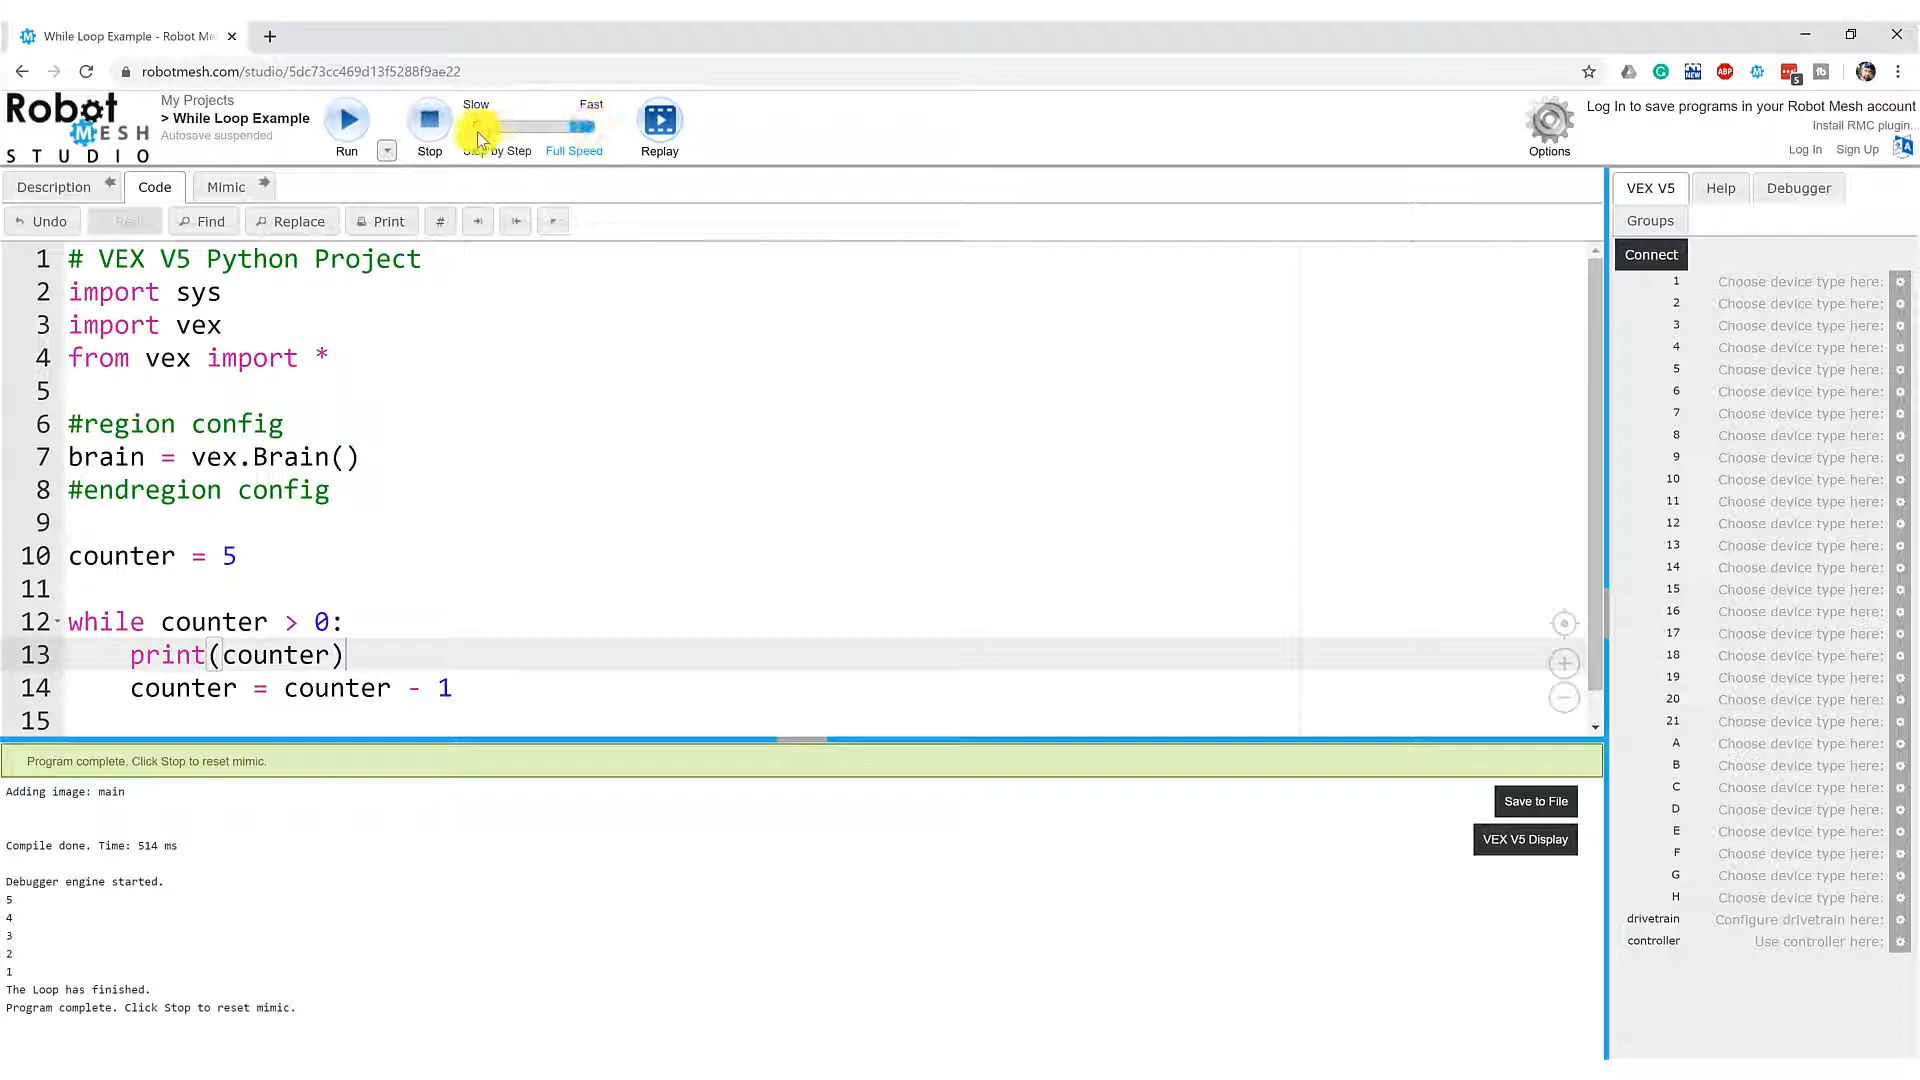 While Loop Example - Robot Me
robotmesh.com/studio/5dc73cc469d13f5288f9ae22
NEW
ABP
5
Robot
MESH
STUDIO
My Projects
> While Loop Example
Autosave suspended
Run
Stop
Slow
Fast
Step by Step
Full Speed
Replay
Options
Log In to save programs in your Robot Mesh account
Install RMC plugin...
Log In
Sign Up
Description
Code
Mimic
Undo
Redo
Find
Replace
Print
#
1 # VEX V5 Python Project
2 import sys
3 import vex
4 from vex import *
5
6 #region config
7 brain = vex.Brain()
8 #endregion config
9
10 counter = 5
11
12 while counter > 0:
13 print(counter)
14 counter = counter - 1
15
Program complete. Click Stop to reset mimic.
Adding image: main
Compile done. Time: 514 ms
Debugger engine started.
5
4
3
2
1
The Loop has finished.
Program complete. Click Stop to reset mimic.
Save to File
VEX V5 Display
VEX V5
Help
Debugger
Groups
Connect
1 Choose device type here:
2 Choose device type here:
3 Choose device type here:
4 Choose device type here:
5 Choose device type here:
6 Choose device type here:
7 Choose device type here:
8 Choose device type here:
9 Choose device type here:
10 Choose device type here:
11 Choose device type here:
12 Choose device type here:
13 Choose device type here:
14 Choose device type here:
15 Choose device type here:
16 Choose device type here:
17 Choose device type here:
18 Choose device type here:
19 Choose device type here:
20 Choose device type here:
21 Choose device type here:
A Choose device type here:
B Choose device type here:
C Choose device type here:
D Choose device type here:
E Choose device type here:
F Choose device type here:
G Choose device type here:
H Choose device type here:
drivetrain Configure drivetrain here:
controller Use controller here: